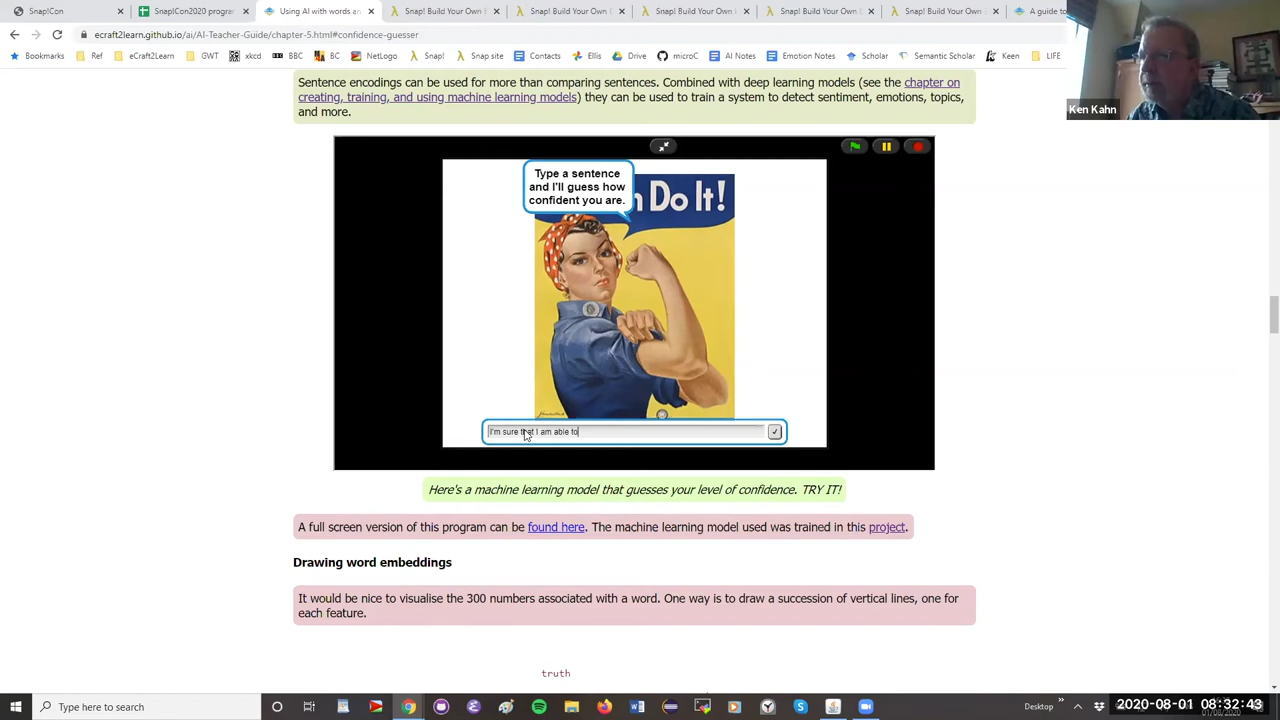 Snap!Con
Snap!Con2020 program
Using AI with words an
Snap! Build Your Own B
Snap! Build Your Own B
Snap! Build Your Own B
Snap! Build Your Own B
Snap! Build Your Own B
A guide to
ecraft2learn.github.io/ai/AI-Teacher-Guide/chapter-5.html#confidence-guesser
Bookmarks Ref eCraft2Learn GWT xkcd BBC BC NetLogo Snap! Snap site Contacts Ellis Drive microC AI Notes Emotion Notes Scholar Semantic Scholar Keen LIFE
Ken Kahn
Sentence encodings can be used for more than comparing sentences. Combined with deep learning models (see the chapter on
creating, training, and using machine learning models) they can be used to train a system to detect sentiment, emotions, topics,
and more.
Type a sentence
and I'll guess how
confident you are.
n Do It!
I'm sure that I am able to
Here's a machine learning model that guesses your level of confidence. TRY IT!
A full screen version of this program can be found here. The machine learning model used was trained in this project.
Drawing word embeddings
It would be nice to visualise the 300 numbers associated with a word. One way is to draw a succession of vertical lines, one for
each feature.
truth
Type here to search
Desktop
2020-08-01 08:32:43